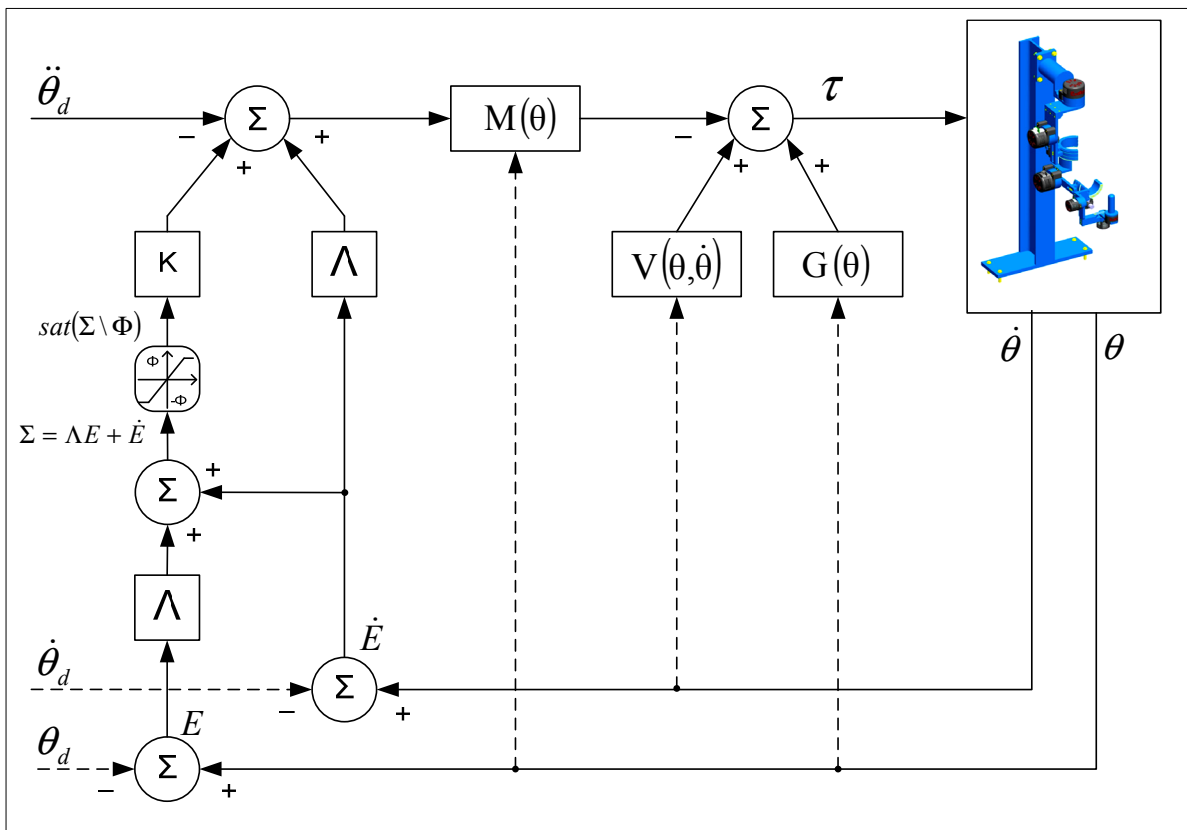 θ̈_d
Σ
M(θ)
Σ
τ
−
+
−
+
+
+
+
K
Λ
V(θ,θ̇)
G(θ)
sat(Σ \ Φ)
Φ
-Φ
θ̇
θ
Σ = ΛE + Ė
Σ
+
+
Λ
Ė
θ̇_d
Σ
−
+
E
θ_d
Σ
−
+